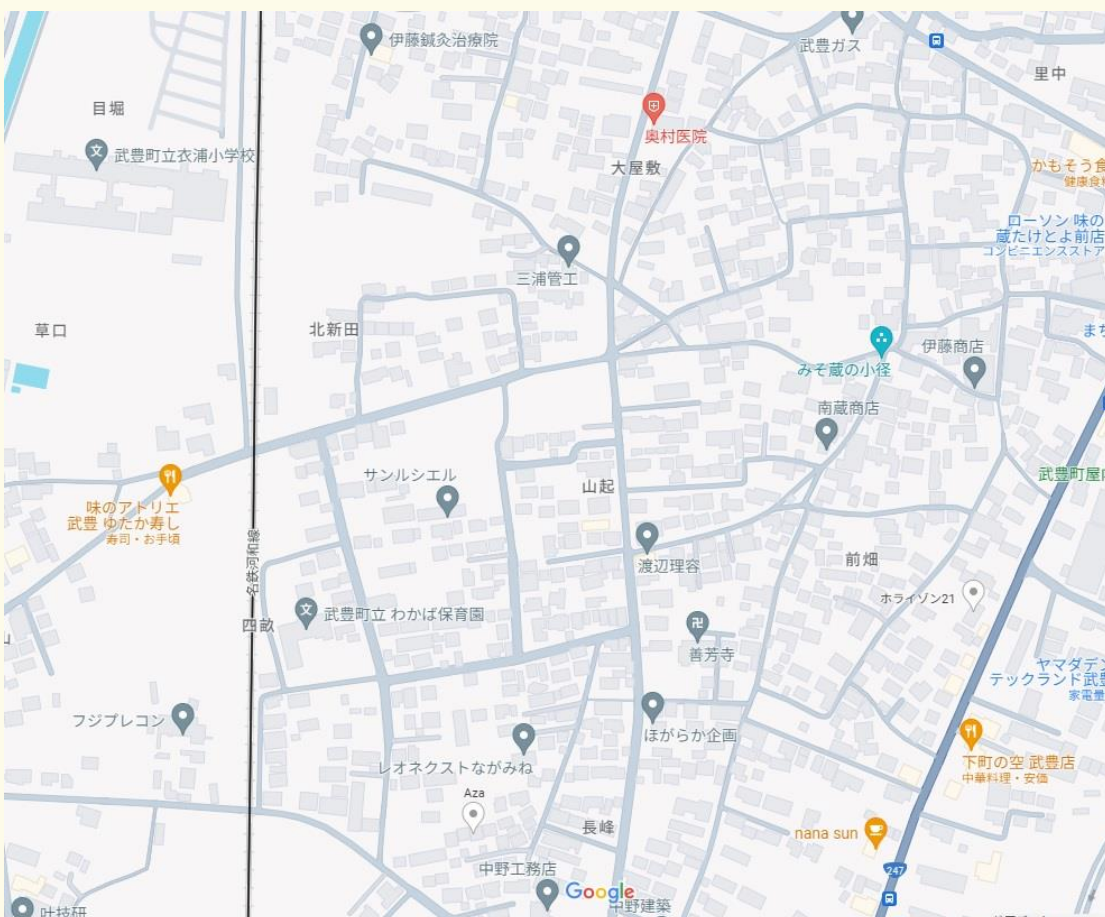 伊藤鍼灸治療院
武豊ガス
里中
目堀
奥村医院
武豊町立衣浦小学校
大屋敷
かもそう食
健康食
ローソン 味の
蔵たけとよ前店
コンビニエンスストア
三浦管工
草口
北新田
まち
伊藤商店
みそ蔵の小径
南蔵商店
サンルシエル
武豊町屋内
山起
味のアトリエ
武豊 ゆたか寿し
寿司・お手頃
名鉄河和線
渡辺理容
前畑
ホライゾン21
武豊町立 わかば保育園
四畝
善芳寺
ヤマダデン
テックランド武豊
家電量
フジプレコン
ほがらか企画
下町の空 武豊店
中華料理・安価
レオネクストながみね
Aza
長峰
nana sun
中野工務店
247
Google
中野建築
叶技研